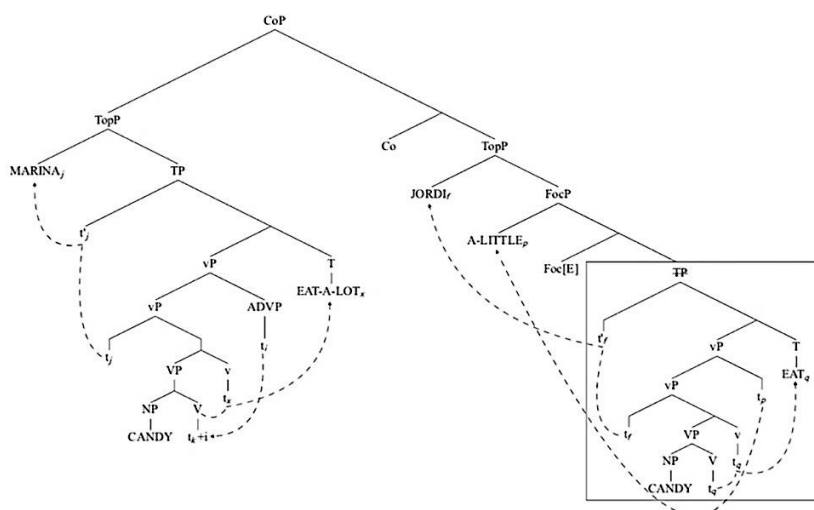 CoP
TopP
Co
TopP
MARINAj
TP
JORDIf
FocP
t'j
A-LITTLEp
vP
T
Foc[E]
TP
vP
ADVP
EAT-A-LOTx
t'f
tj
ti
vP
T
VP
v
EATq
tx
vP
tp
NP
V
tf
CANDY
tk+i
VP
v
NP
V
tq
CANDY
tq